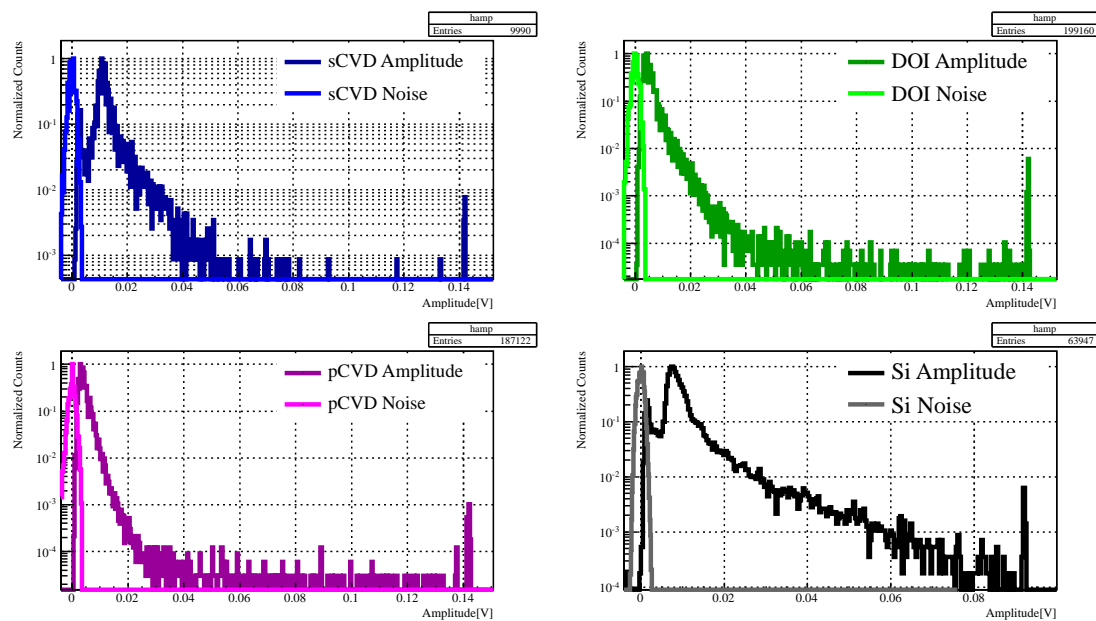 hamp
Entries 9990
Normalized Counts
1
10-1
10-2
10-3
sCVD Amplitude
sCVD Noise
0 0.02 0.04 0.06 0.08 0.1 0.12 0.14
Amplitude[V]
hamp
Entries 199160
Normalized Counts
1
10-1
10-2
10-3
10-4
DOI Amplitude
DOI Noise
0 0.02 0.04 0.06 0.08 0.1 0.12 0.14
Amplitude[V]
hamp
Entries 187122
Normalized Counts
1
10-1
10-2
10-3
10-4
pCVD Amplitude
pCVD Noise
0 0.02 0.04 0.06 0.08 0.1 0.12 0.14
Amplitude[V]
hamp
Entries 63947
Normalized Counts
1
10-1
10-2
10-3
10-4
Si Amplitude
Si Noise
0 0.02 0.04 0.06 0.08
Amplitude[V]